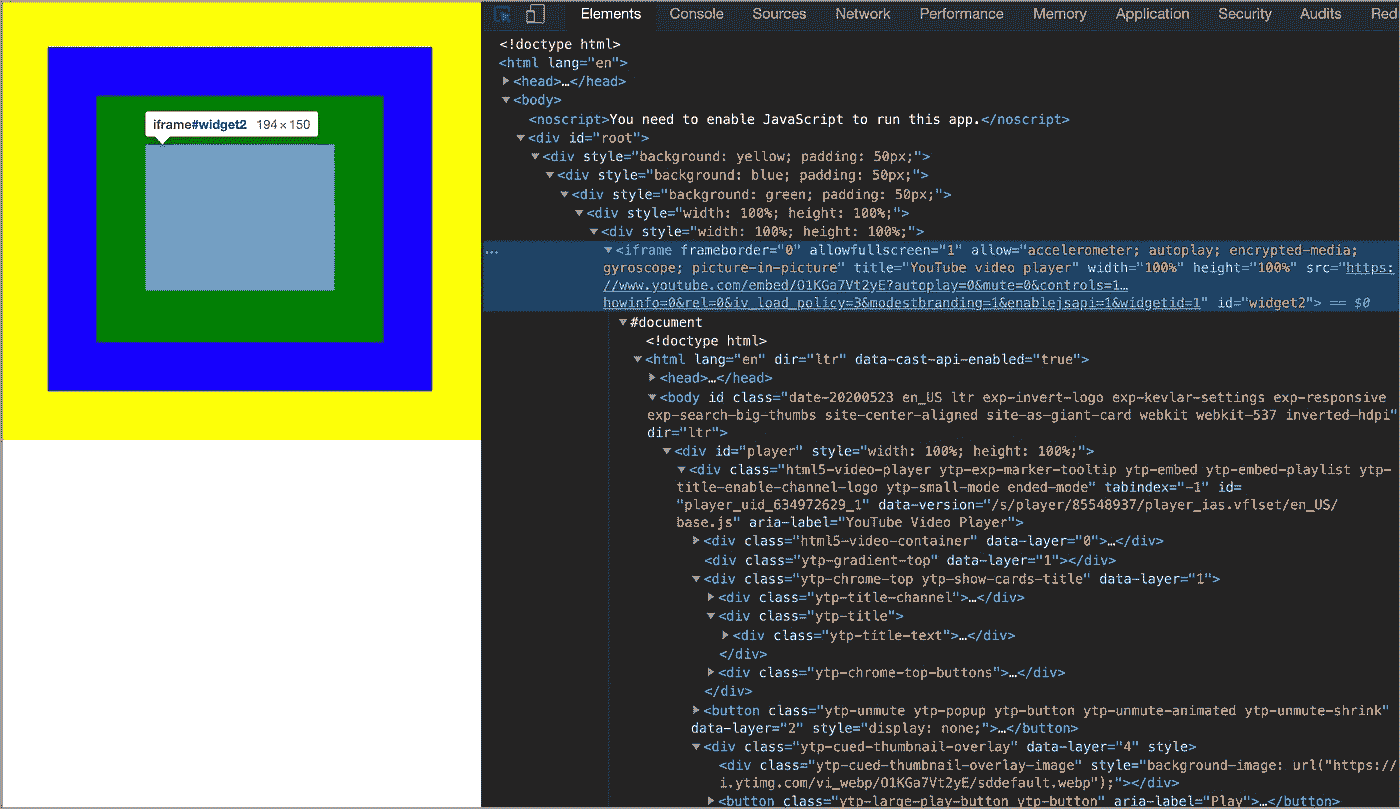 Elements Console Sources Network Performance Memory Application Security Audits Red
<!doctype html>
<html lang="en">
<head>…</head>
<body>
<noscript>You need to enable JavaScript to run this app.</noscript>
<div id="root">
<div style="background: yellow; padding: 50px;">
<div style="background: blue; padding: 50px;">
<div style="background: green; padding: 50px;">
<div style="width: 100%; height: 100%;">
<div style="width: 100%; height: 100%;">
iframe#widget2 194 × 150
… <iframe frameborder="0" allowfullscreen="1" allow="accelerometer; autoplay; encrypted-media;
gyroscope; picture-in-picture" title="YouTube video player" width="100%" height="100%" src="https:
//www.youtube.com/embed/O1KGa7Vt2yE?autoplay=0&mute=0&controls=1…
howinfo=0&rel=0&iv_load_policy=3&modestbranding=1&enablejsapi=1&widgetid=1" id="widget2"> == $0
#document
<!doctype html>
<html lang="en" dir="ltr" data-cast-api-enabled="true">
<head>…</head>
<body id class="date-20200523 en_US ltr exp-invert-logo exp-kevlar-settings exp-responsive
exp-search-big-thumbs site-center-aligned site-as-giant-card webkit webkit-537 inverted-hdpi"
dir="ltr">
<div id="player" style="width: 100%; height: 100%;">
<div class="html5-video-player ytp-exp-marker-tooltip ytp-embed ytp-embed-playlist ytp-
title-enable-channel-logo ytp-small-mode ended-mode" tabindex="-1" id=
"player_uid_634972629_1" data-version="/s/player/85548937/player_ias.vflset/en_US/
base.js" aria-label="YouTube Video Player">
<div class="html5-video-container" data-layer="0">…</div>
<div class="ytp-gradient-top" data-layer="1"></div>
<div class="ytp-chrome-top ytp-show-cards-title" data-layer="1">
<div class="ytp-title-channel">…</div>
<div class="ytp-title">
<div class="ytp-title-text">…</div>
</div>
<div class="ytp-chrome-top-buttons">…</div>
</div>
<button class="ytp-unmute ytp-popup ytp-button ytp-unmute-animated ytp-unmute-shrink"
data-layer="2" style="display: none;">…</button>
<div class="ytp-cued-thumbnail-overlay" data-layer="4" style>
<div class="ytp-cued-thumbnail-overlay-image" style="background-image: url("https://
i.ytimg.com/vi_webp/O1KGa7Vt2yE/sddefault.webp");"></div>
<button class="ytp-large-play-button ytp-button" aria-label="Play">…</button>